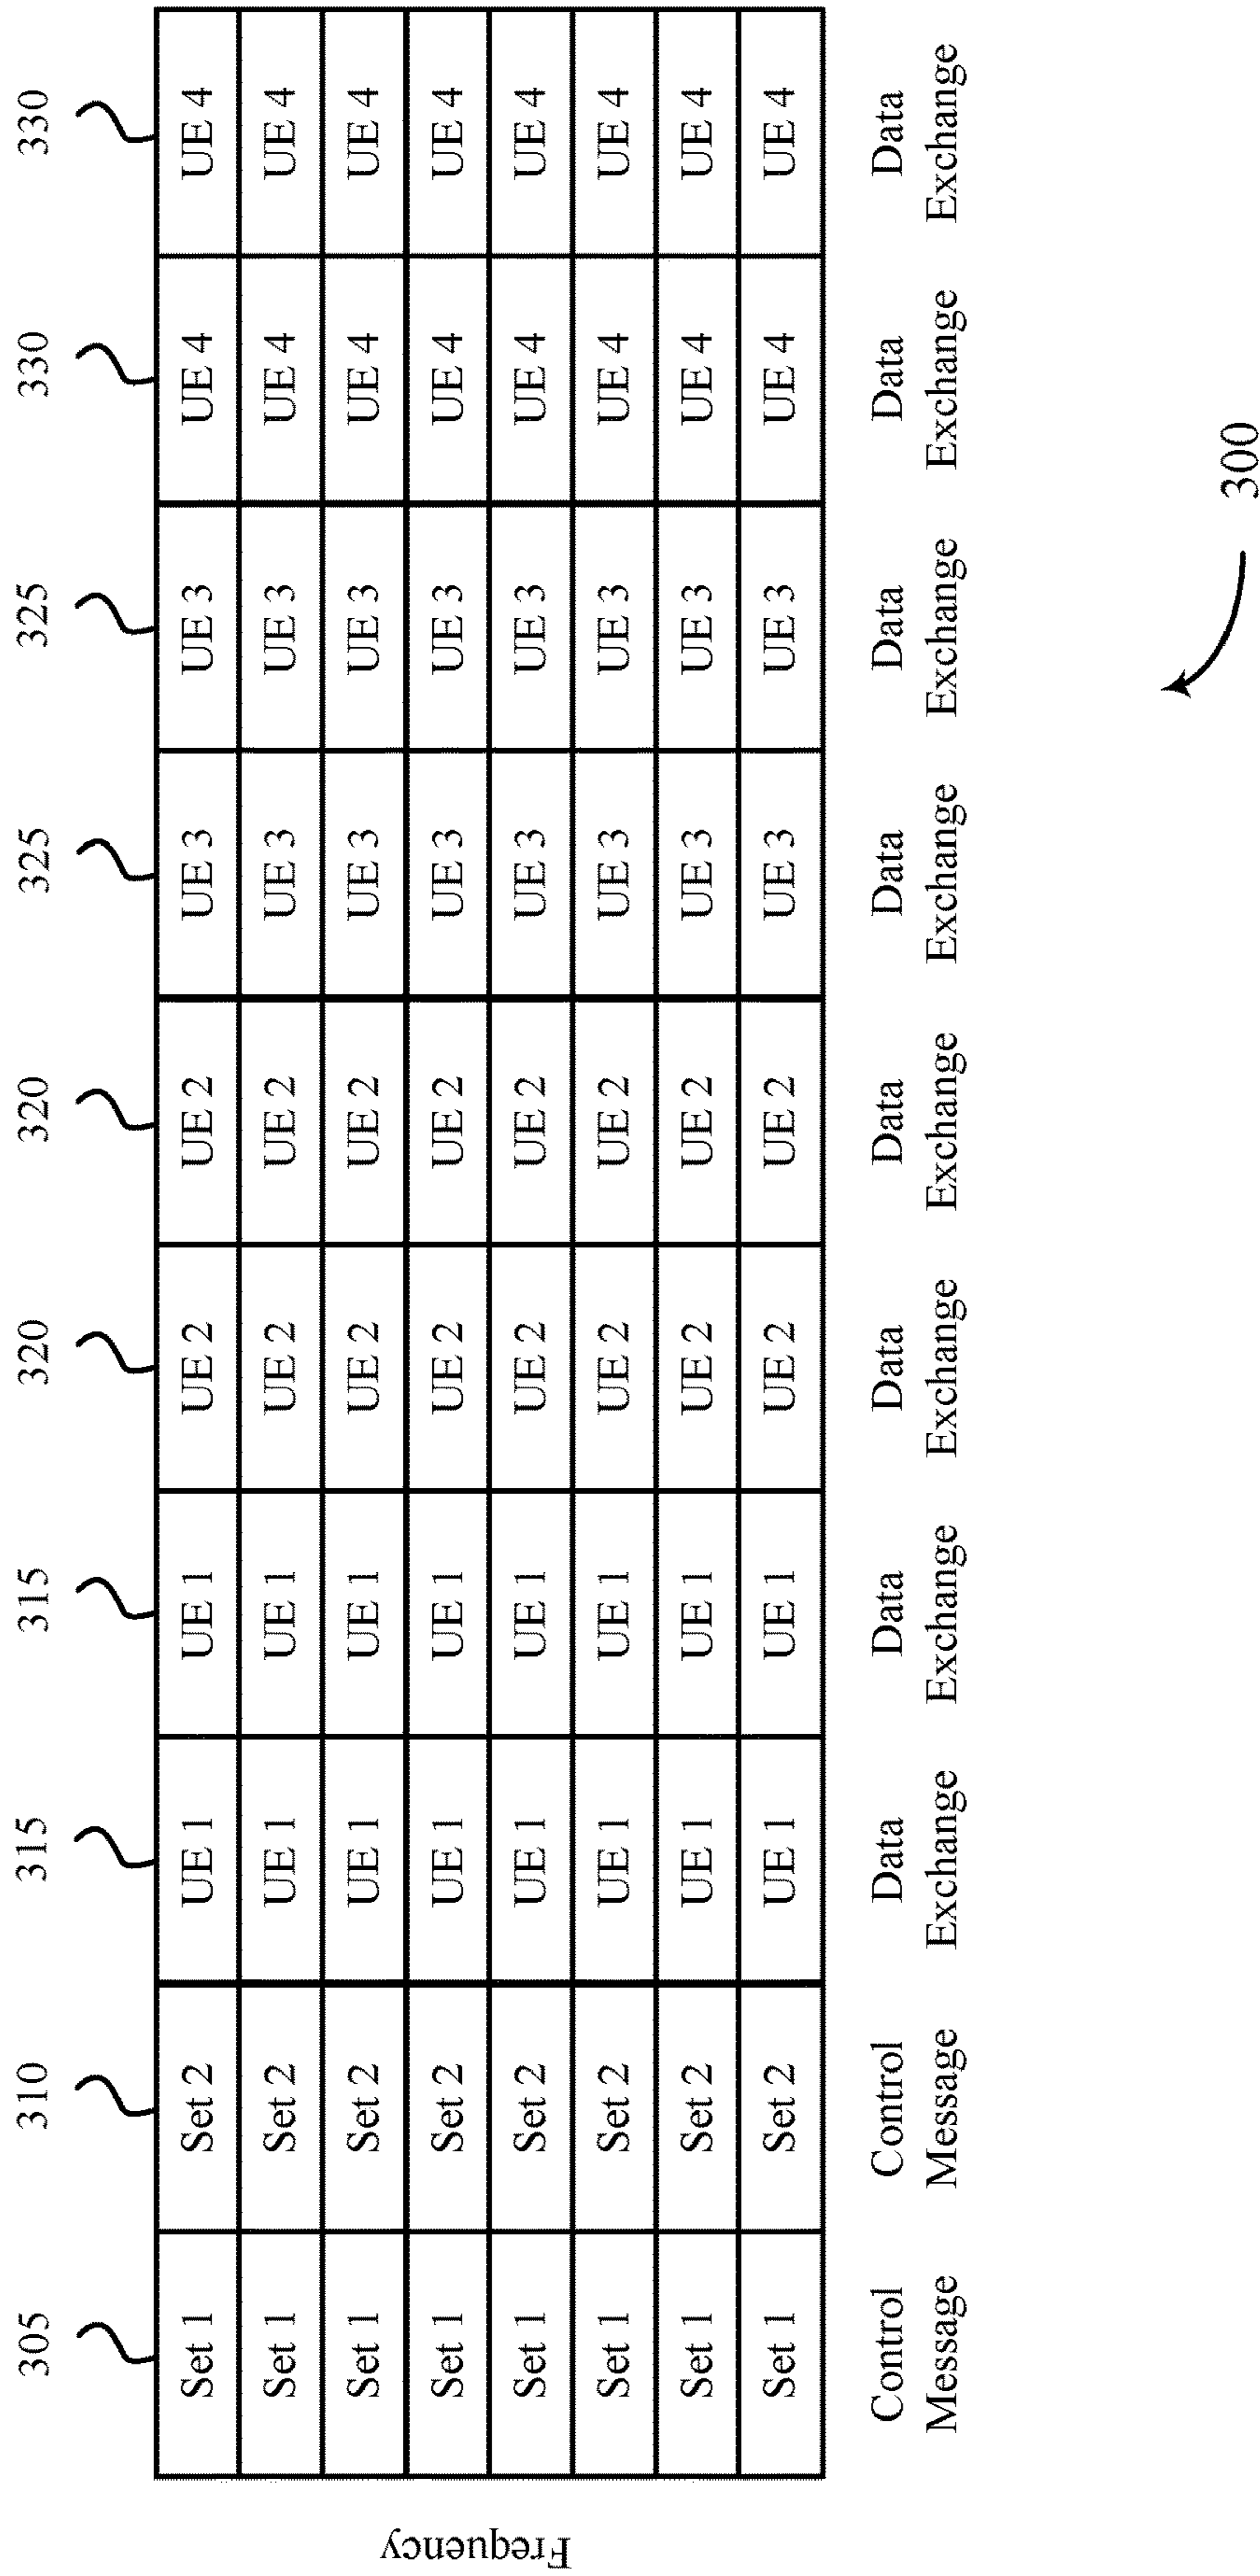 305 310 315 315 320 320 325 325 330 330
Set 1 Set 2 UE 1 UE 1 UE 2 UE 2 UE 3 UE 3 UE 4 UE 4
Set 1 Set 2 UE 1 UE 1 UE 2 UE 2 UE 3 UE 3 UE 4 UE 4
Set 1 Set 2 UE 1 UE 1 UE 2 UE 2 UE 3 UE 3 UE 4 UE 4
Set 1 Set 2 UE 1 UE 1 UE 2 UE 2 UE 3 UE 3 UE 4 UE 4
Set 1 Set 2 UE 1 UE 1 UE 2 UE 2 UE 3 UE 3 UE 4 UE 4
Set 1 Set 2 UE 1 UE 1 UE 2 UE 2 UE 3 UE 3 UE 4 UE 4
Set 1 Set 2 UE 1 UE 1 UE 2 UE 2 UE 3 UE 3 UE 4 UE 4
Set 1 Set 2 UE 1 UE 1 UE 2 UE 2 UE 3 UE 3 UE 4 UE 4
Frequency
Control Control Data Data Data Data Data Data Data Data
Message Message Exchange Exchange Exchange Exchange Exchange Exchange Exchange Exchange
300